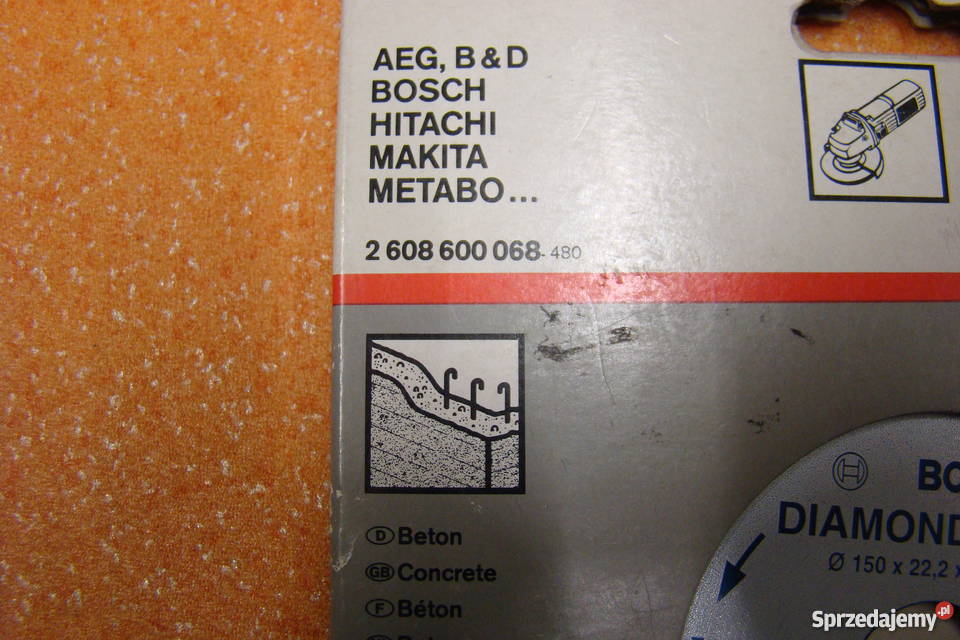 AEG, B & D
BOSCH
HITACHI
MAKITA
METABO...
2 608 600 068- 480
D Beton
GB Concrete
F Béton
BO
DIAMOND
Ø 150 x 22,2 x
Sprzedajemy.pl